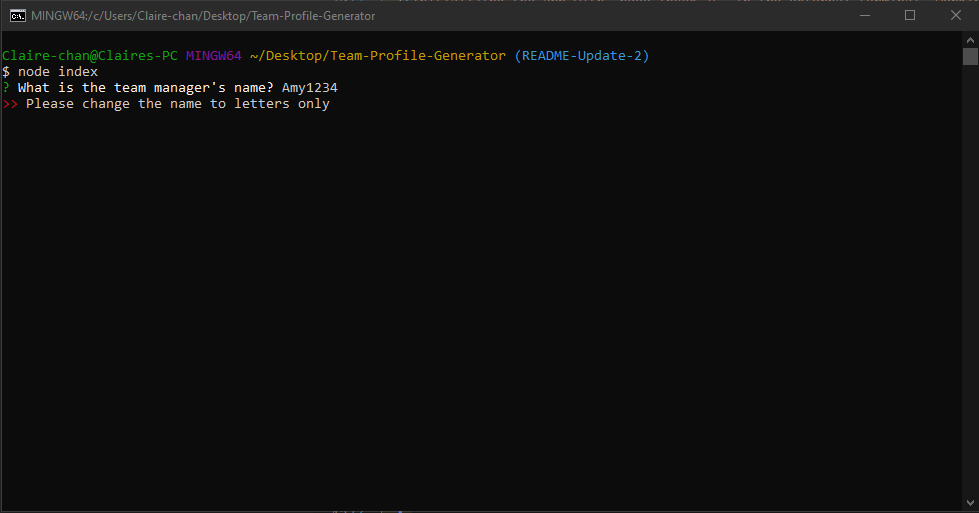 MINGW64:/c/Users/Claire-chan/Desktop/Team-Profile-Generator
Claire-chan@Claires-PC MINGW64 ~/Desktop/Team-Profile-Generator (README-Update-2)
$ node index
? What is the team manager's name? Amy1234
>> Please change the name to letters only